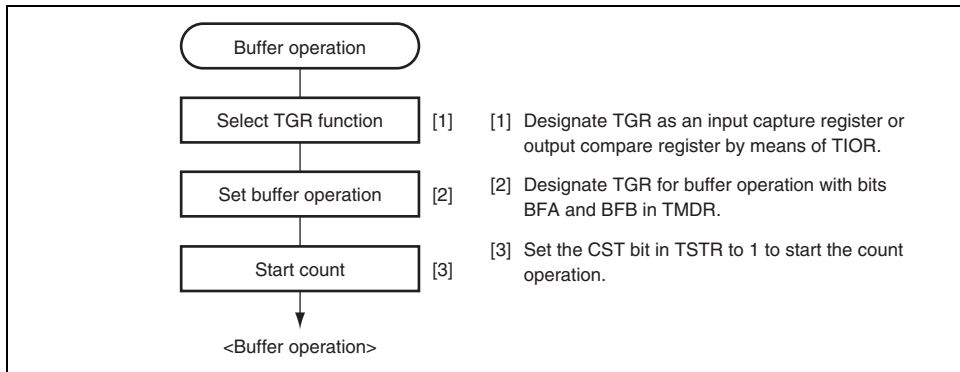 Buffer operation
Select TGR function [1]
Set buffer operation [2]
Start count [3]
<Buffer operation>
[1] Designate TGR as an input capture register or
output compare register by means of TIOR.
[2] Designate TGR for buffer operation with bits
BFA and BFB in TMDR.
[3] Set the CST bit in TSTR to 1 to start the count
operation.